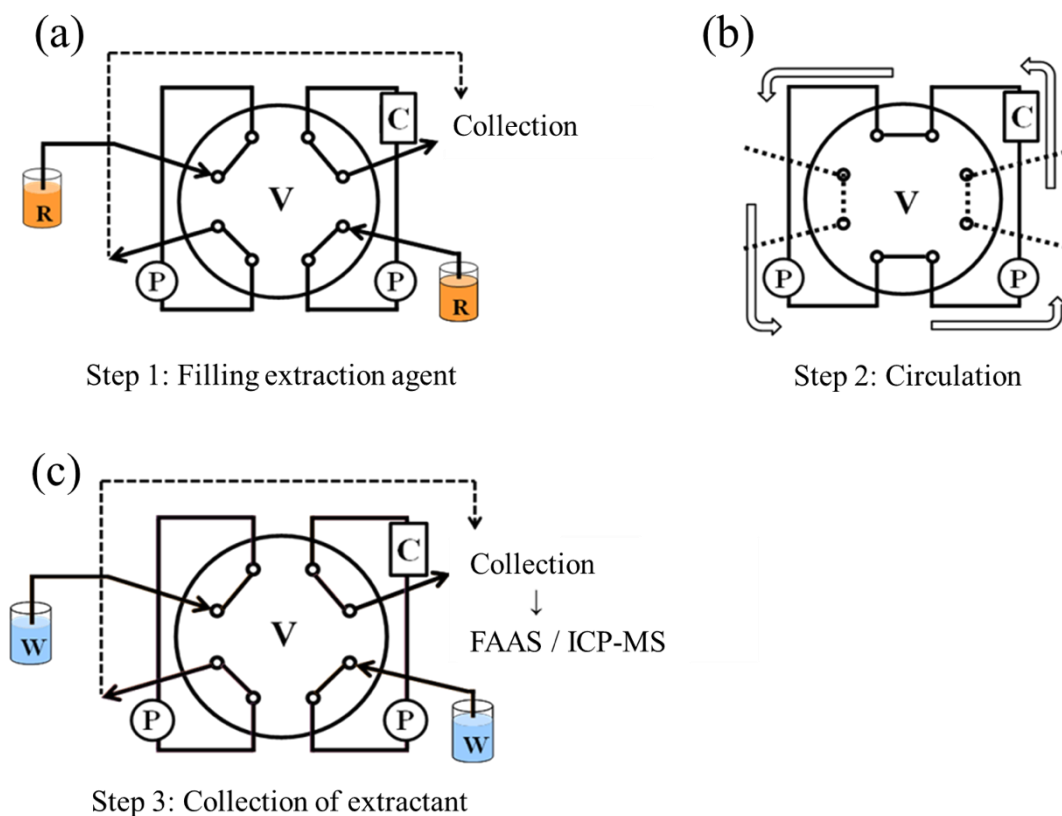 (a)
C
Collection
R
V
P
P
R
Step 1: Filling extraction agent
(b)
C
V
P
P
Step 2: Circulation
(c)
C
Collection
↓
W
V
FAAS / ICP-MS
P
P
W
Step 3: Collection of extractant